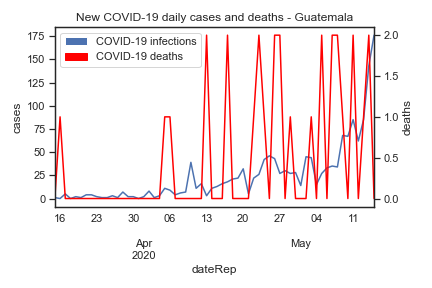 New COVID-19 daily cases and deaths - Guatemala
COVID-19 infections
COVID-19 deaths
175
150
125
100
75
50
25
0
cases
2.0
1.5
1.0
0.5
0.0
deaths
16 23 30 06 13 20 27 04 11
Apr May
2020
dateRep